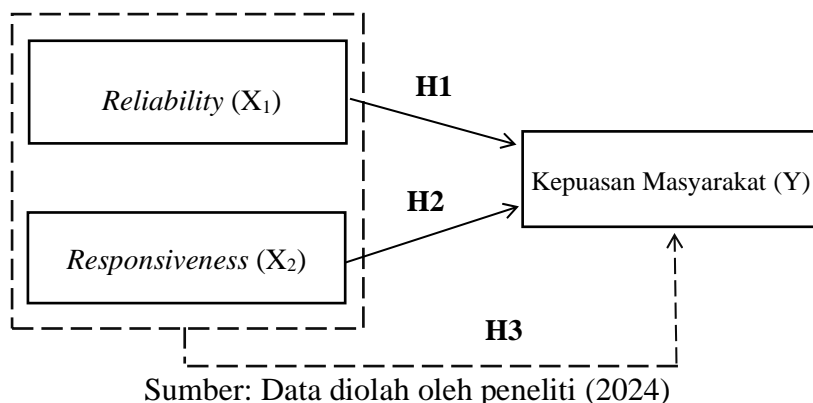 H1
Reliability (X₁)
Kepuasan Masyarakat (Y)
H2
Responsiveness (X₂)
H3
Sumber: Data diolah oleh peneliti (2024)